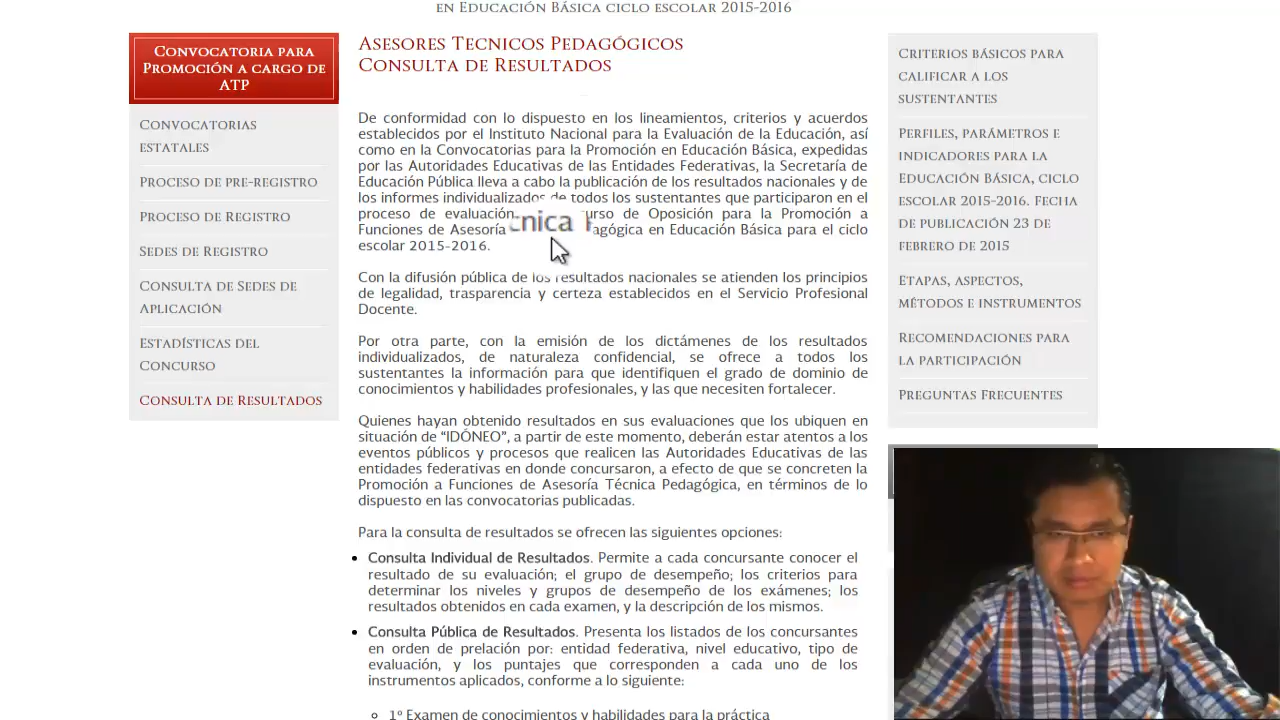 en Educación Básica ciclo escolar 2015-2016
Convocatoria para
Promoción a cargo de
ATP
Convocatorias
estatales
Proceso de pre-registro
Proceso de Registro
Sedes de Registro
Consulta de Sedes de
Aplicación
Estadísticas del
Concurso
Consulta de Resultados
Asesores Tecnicos Pedagógicos
Consulta de Resultados
De conformidad con lo dispuesto en los lineamientos, criterios y acuerdos
establecidos por el Instituto Nacional para la Evaluación de la Educación, así
como en la Convocatorias para la Promoción en Educación Básica, expedidas
por las Autoridades Educativas de las Entidades Federativas, la Secretaría de
Educación Pública lleva a cabo la publicación de los resultados nacionales y de
los informes individualizados de todos los sustentantes que participaron en el
proceso de evaluación urso de Oposición para la Promoción a
Funciones de Asesoría cnica agógica en Educación Básica para el ciclo
escolar 2015-2016.
Con la difusión pública de los resultados nacionales se atienden los principios
de legalidad, trasparencia y certeza establecidos en el Servicio Profesional
Docente.
Por otra parte, con la emisión de los dictámenes de los resultados
individualizados, de naturaleza confidencial, se ofrece a todos los
sustentantes la información para que identifiquen el grado de dominio de
conocimientos y habilidades profesionales, y las que necesiten fortalecer.
Quienes hayan obtenido resultados en sus evaluaciones que los ubiquen en
situación de “IDÓNEO”, a partir de este momento, deberán estar atentos a los
eventos públicos y procesos que realicen las Autoridades Educativas de las
entidades federativas en donde concursaron, a efecto de que se concreten la
Promoción a Funciones de Asesoría Técnica Pedagógica, en términos de lo
dispuesto en las convocatorias publicadas.
Para la consulta de resultados se ofrecen las siguientes opciones:
• Consulta Individual de Resultados. Permite a cada concursante conocer el
resultado de su evaluación; el grupo de desempeño; los criterios para
determinar los niveles y grupos de desempeño de los exámenes; los
resultados obtenidos en cada examen, y la descripción de los mismos.
• Consulta Pública de Resultados. Presenta los listados de los concursantes
en orden de prelación por: entidad federativa, nivel educativo, tipo de
evaluación, y los puntajes que corresponden a cada uno de los
instrumentos aplicados, conforme a lo siguiente:
1º Examen de conocimientos y habilidades para la práctica
Criterios básicos para
calificar a los
sustentantes
Perfiles, parámetros e
indicadores para la
Educación Básica, ciclo
escolar 2015-2016. Fecha
de publicación 23 de
febrero de 2015
Etapas, aspectos,
métodos e instrumentos
Recomendaciones para
la participación
Preguntas Frecuentes